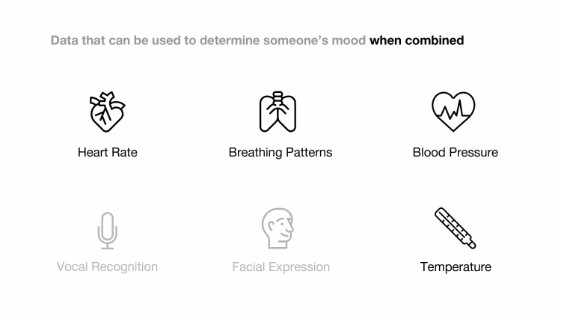 Data that can be used to determine someone's mood when combined
Heart Rate
Breathing Patterns
Blood Pressure
Vocal Recognition
Facial Expression
Temperature